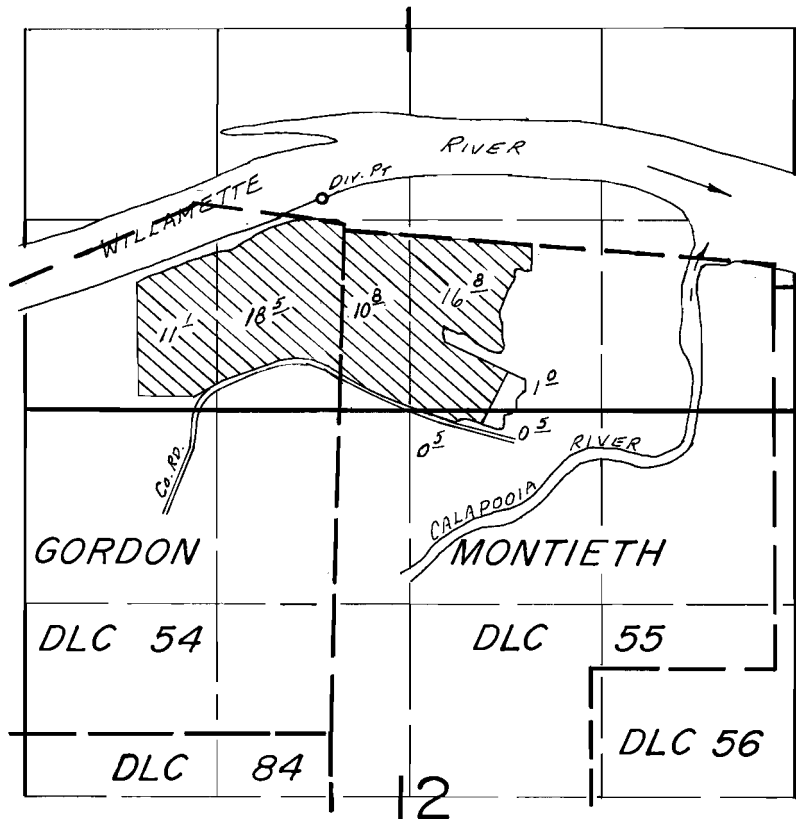 RIVER
DIV. PT
WILLAMETTE
11 1
18 5
10 8
16 8
1 0
0 5
0 5
CO. RD.
RIVER
CALAPOOIA
GORDON
MONTIETH
DLC 54
DLC 55
DLC 84
DLC 56
12